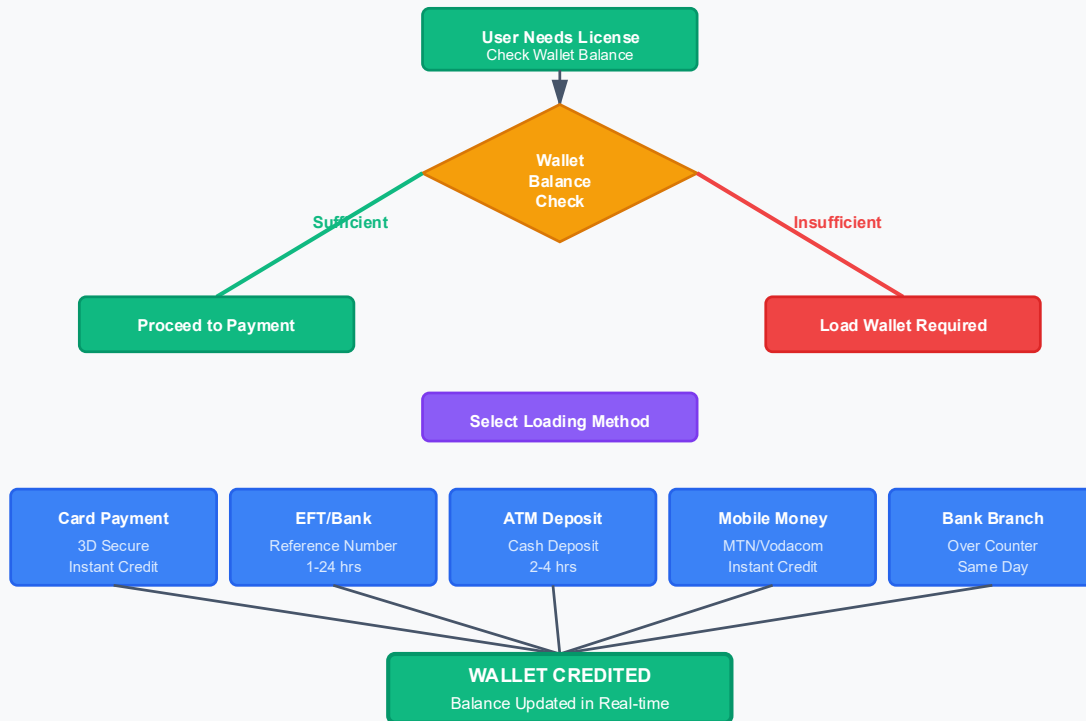 User Needs License
Check Wallet Balance
Wallet
Balance
Check
Sufficient
Insufficient
Proceed to Payment
Load Wallet Required
Select Loading Method
Card Payment
3D Secure
Instant Credit
EFT/Bank
Reference Number
1-24 hrs
ATM Deposit
Cash Deposit
2-4 hrs
Mobile Money
MTN/Vodacom
Instant Credit
Bank Branch
Over Counter
Same Day
WALLET CREDITED
Balance Updated in Real-time